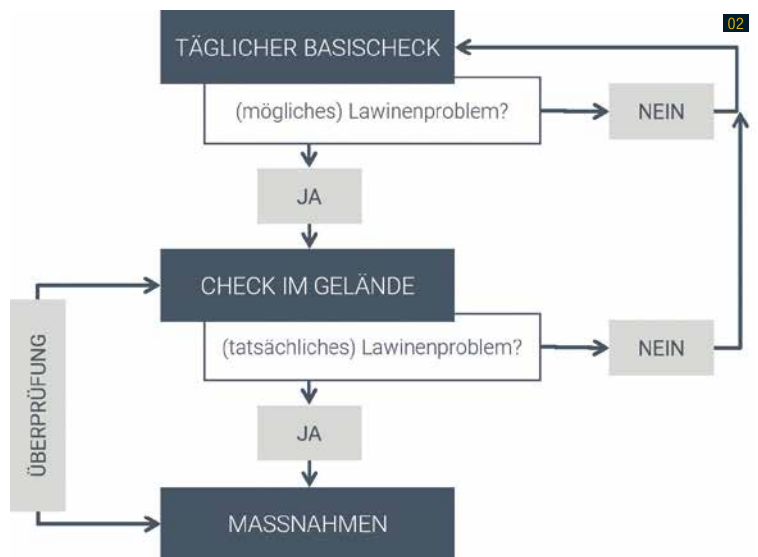 02
TÄGLICHER BASISCHECK
(mögliches) Lawinenproblem?
NEIN
JA
CHECK IM GELÄNDE
(tatsächliches) Lawinenproblem?
NEIN
JA
ÜBERPRÜFUNG
MASSNAHMEN